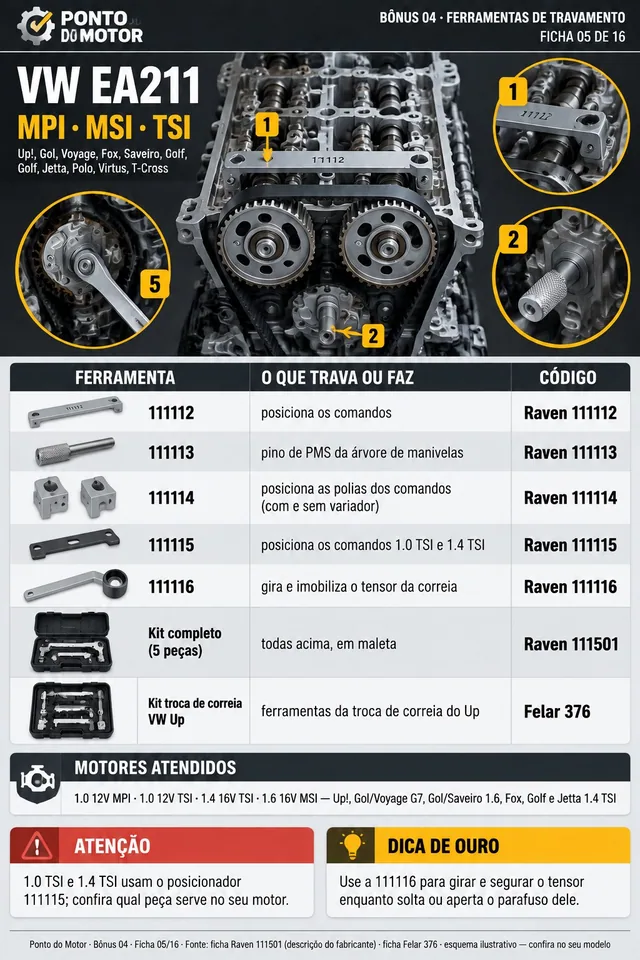 PONTO
DO MOTOR
BÔNUS 04 · FERRAMENTAS DE TRAVAMENTO
FICHA 05 DE 16
VW EA211
MPI · MSI · TSI
Up!, Gol, Voyage, Fox, Saveiro, Golf,
Golf, Jetta, Polo, Virtus, T-Cross
1
11112
1
11112
2
5
2
FERRAMENTA O QUE TRAVA OU FAZ CÓDIGO
111112 posiciona os comandos Raven 111112
111113 pino de PMS da árvore de manivelas Raven 111113
111114 posiciona as polias dos comandos
(com e sem variador) Raven 111114
111115 posiciona os comandos 1.0 TSI e 1.4 TSI Raven 111115
111116 gira e imobiliza o tensor da correia Raven 111116
Kit completo
(5 peças) todas acima, em maleta Raven 111501
Kit troca de correia
VW Up ferramentas da troca de correia do Up Felar 376
MOTORES ATENDIDOS
1.0 12V MPI · 1.0 12V TSI · 1.4 16V TSI · 1.6 16V MSI — Up!, Gol/Voyage G7, Gol/Saveiro 1.6, Fox, Golf e Jetta 1.4 TSI
ATENÇÃO
1.0 TSI e 1.4 TSI usam o posicionador
111115; confira qual peça serve no seu motor.
DICA DE OURO
Use a 111116 para girar e segurar o tensor
enquanto solta ou aperta o parafuso dele.
Ponto do Motor · Bônus 04 · Ficha 05/16 · Fonte: ficha Raven 111501 (descrição do fabricante) · ficha Felar 376 · esquema ilustrativo — confira no seu modelo